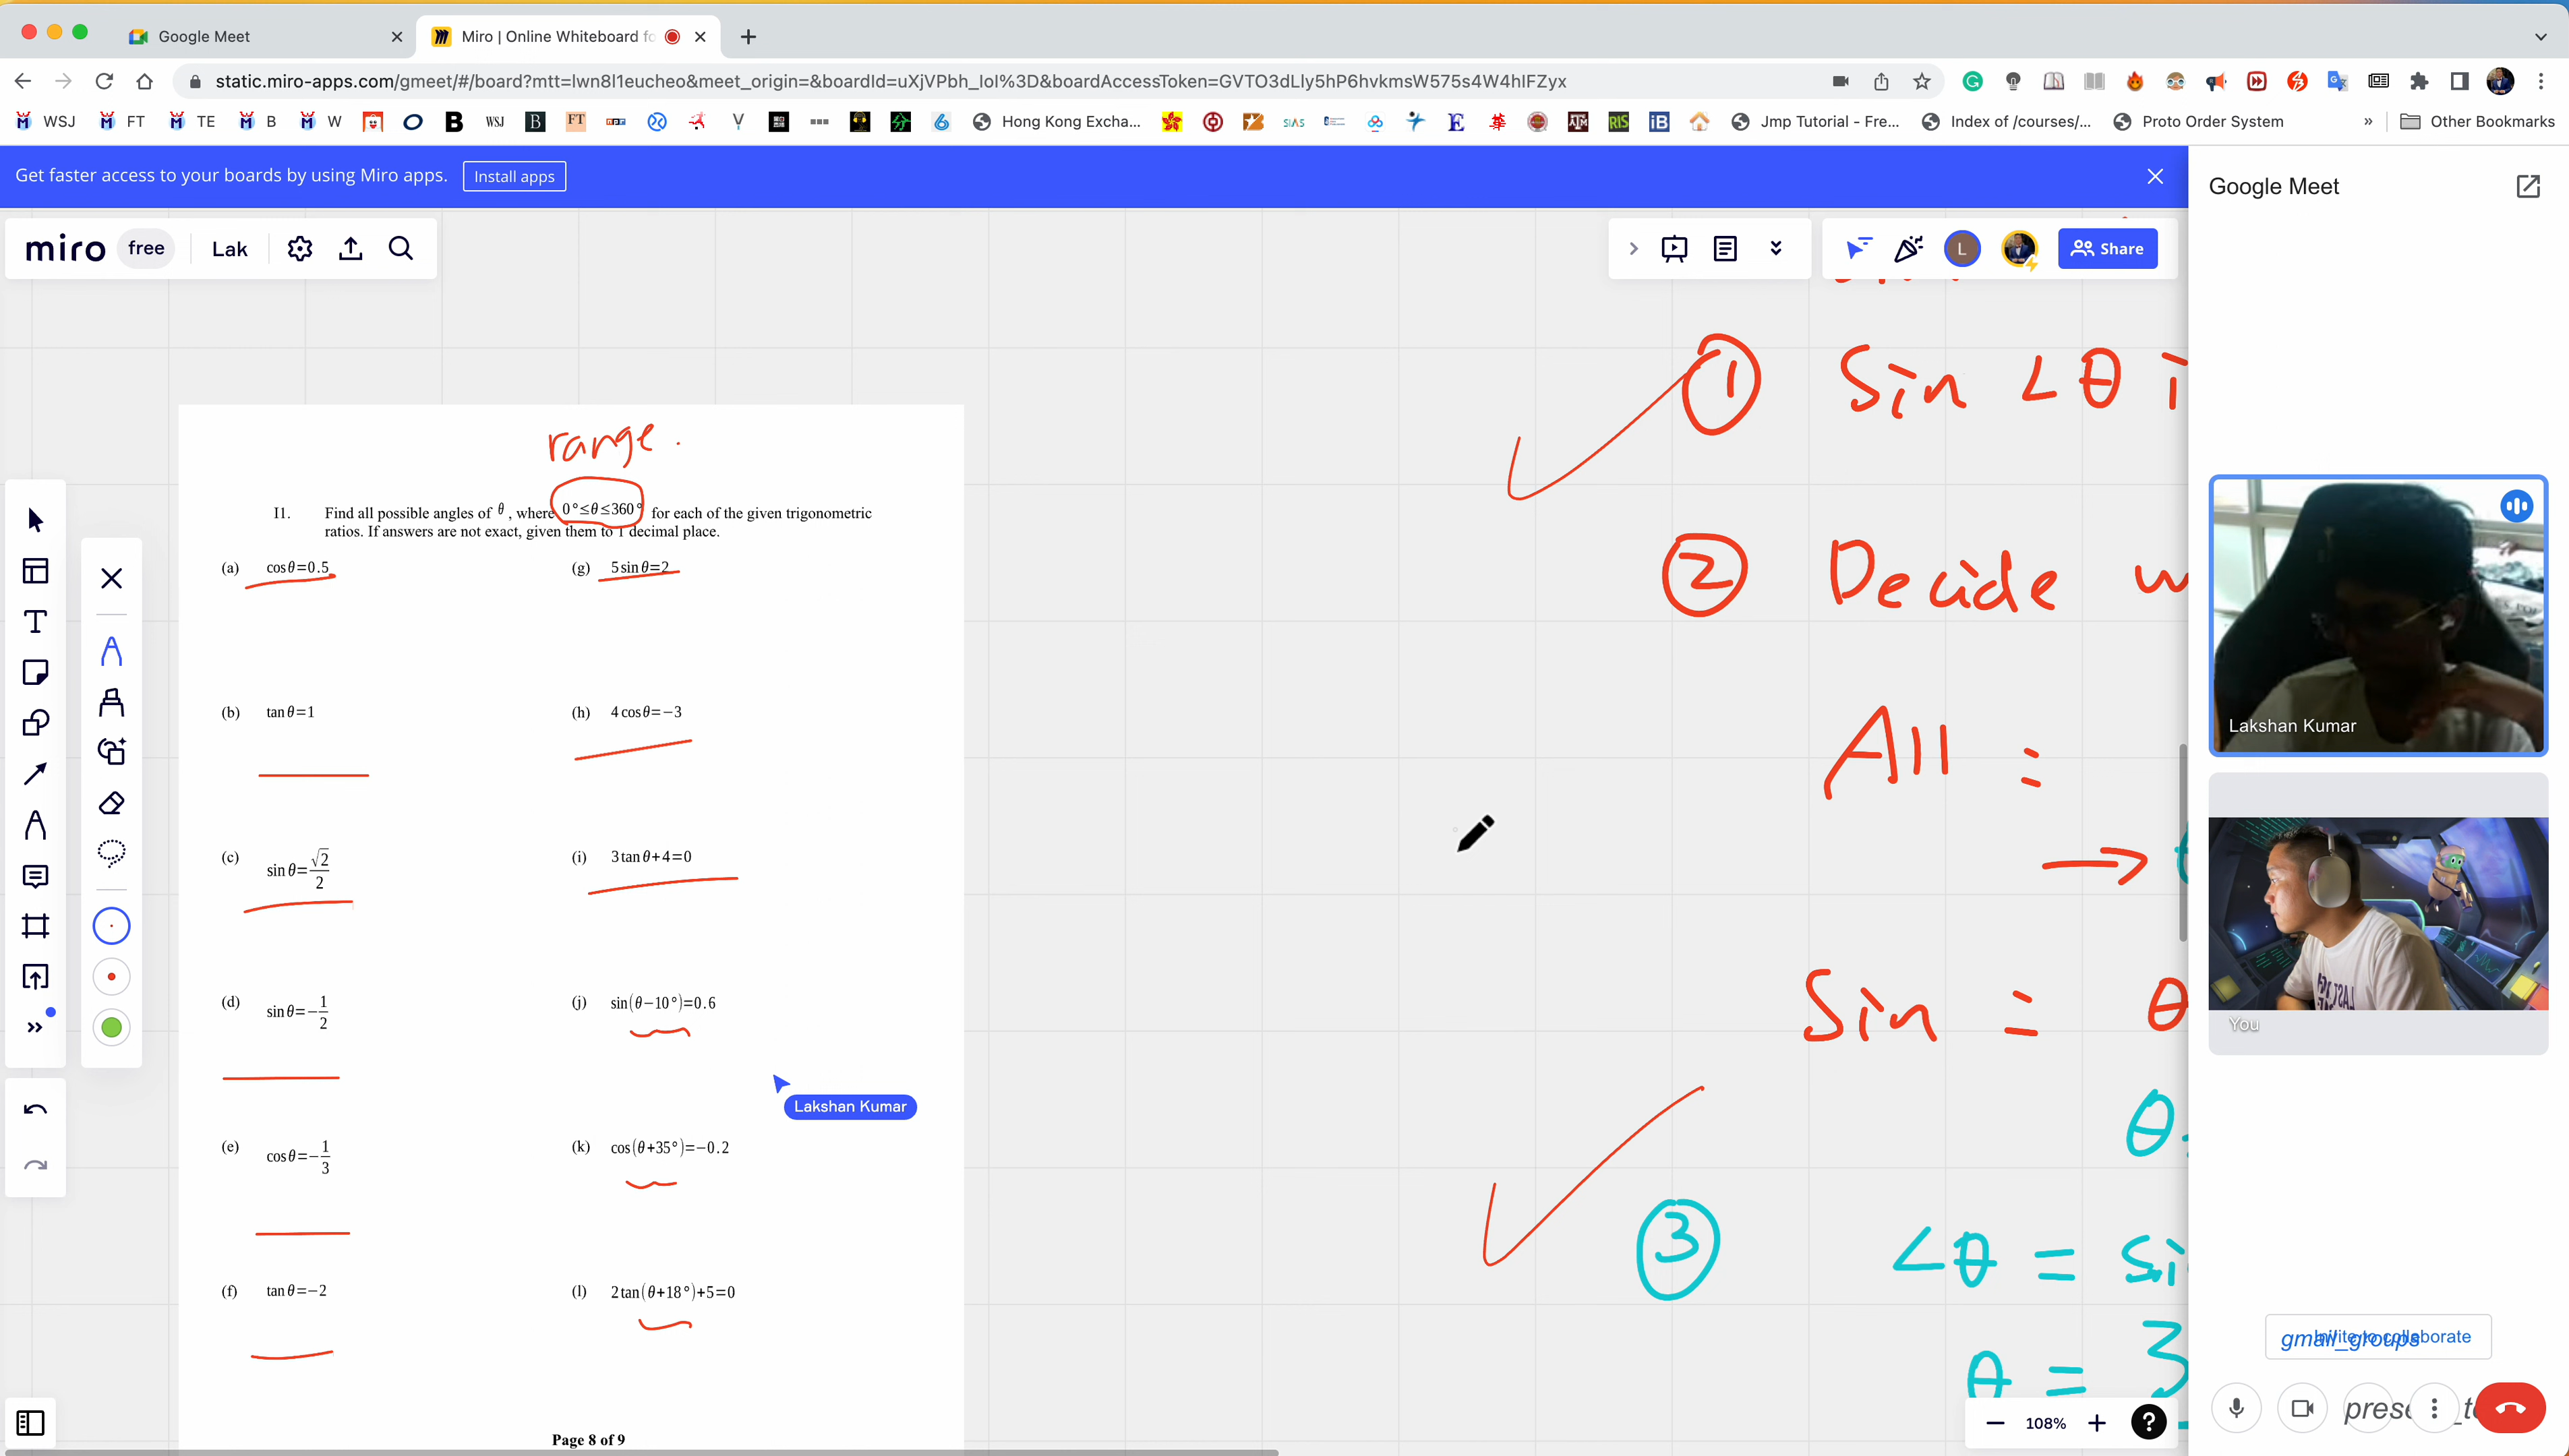 Google Meet
Miro | Online Whiteboard fo
static.miro-apps.com/gmeet/#/board?mtt=lwn8l1eucheo&meet_origin=&boardId=uXjVPbh_IoI%3D&boardAccessToken=GVTO3dLIy5hP6hvkmsW575s4W4hIFZyx
WSJ FT TE B W Hong Kong Excha... Jmp Tutorial - Fre... Index of /courses/... Proto Order System » Other Bookmarks
Get faster access to your boards by using Miro apps. Install apps
Google Meet
miro free Lak
L Share
① Sin ∠θ i
range.
I1. Find all possible angles of θ, where 0°≤θ≤360° for each of the given trigonometric
ratios. If answers are not exact, given them to 1 decimal place.
(a) cosθ=0.5
(g) 5sinθ=2
② Decide w
(b) tanθ=1
(h) 4cosθ=−3
All :
(c) sinθ=√2/2
(i) 3tanθ+4=0
(d) sinθ=−1/2
(j) sin(θ−10°)=0.6
Sin = θ
(e) cosθ=−1/3
(k) cos(θ+35°)=−0.2
θ
③ ∠θ = si
(f) tanθ=−2
(l) 2tan(θ+18°)+5=0
θ = 3
Page 8 of 9
Lakshan Kumar
108%
Lakshan Kumar
You
Invite to collaborate
gmail_groups